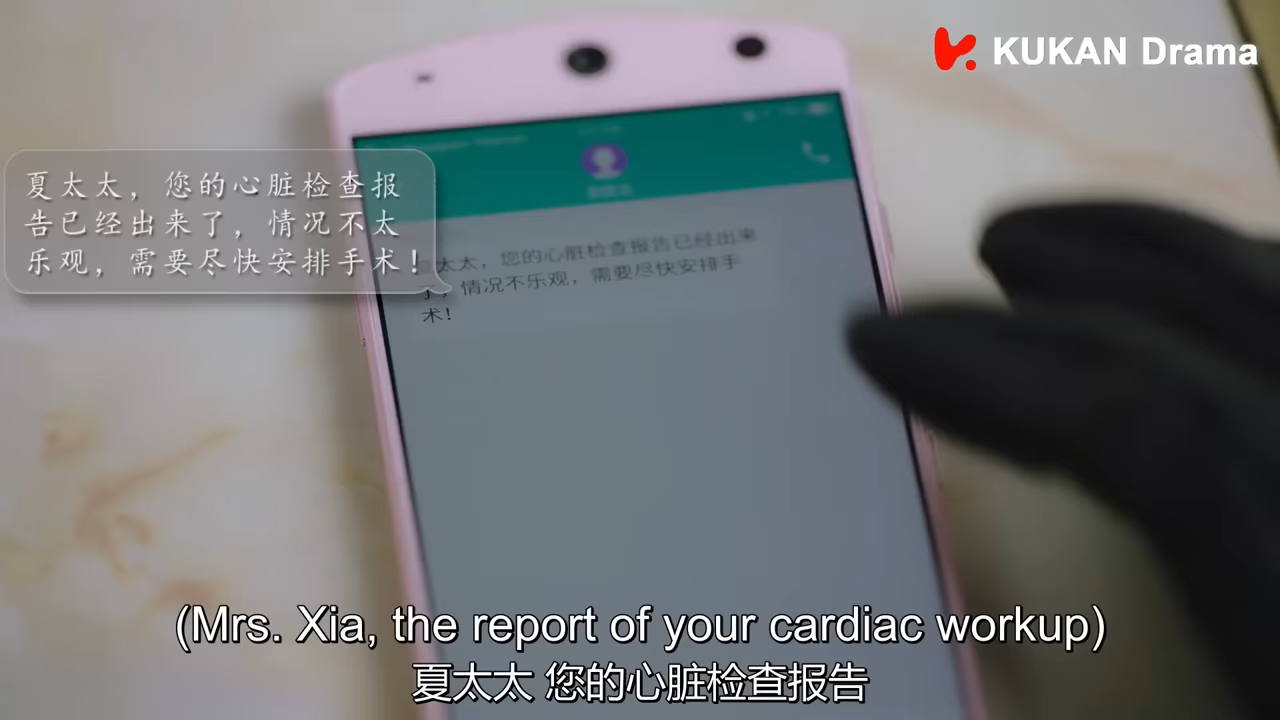 KUKAN Drama
夏太太，您的心脏检查报
告已经出来了，情况不太
乐观，需要尽快安排手术！
夏太太，您的心脏检查报告已经出来
了，情况不乐观，需要尽快安排手
术！
(Mrs. Xia, the report of your cardiac workup)
夏太太 您的心脏检查报告